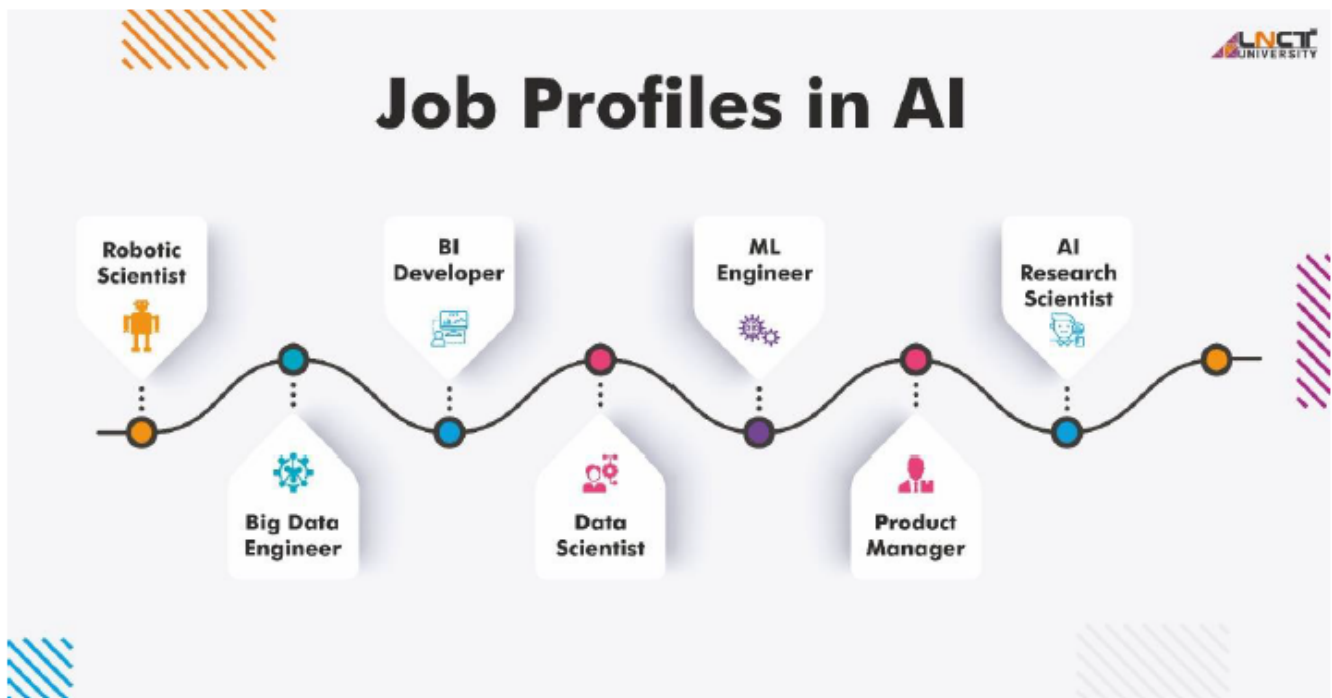 LNCT
UNIVERSITY
Job Profiles in AI
Robotic
Scientist
Big Data
Engineer
BI
Developer
Data
Scientist
ML
Engineer
Product
Manager
AI
Research
Scientist